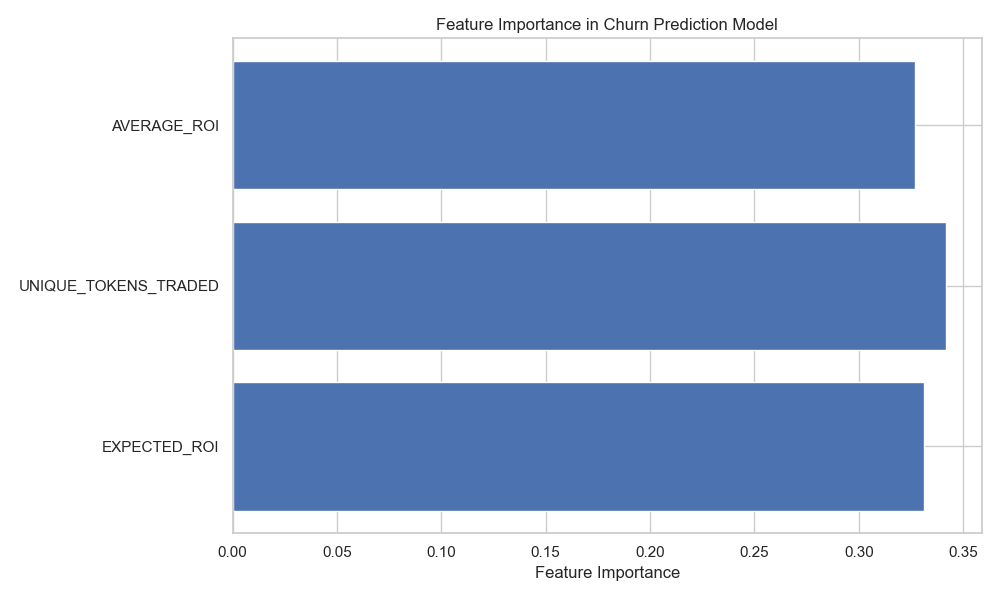 Feature Importance in Churn Prediction Model
AVERAGE_ROI
UNIQUE_TOKENS_TRADED
EXPECTED_ROI
0.00 0.05 0.10 0.15 0.20 0.25 0.30 0.35
Feature Importance